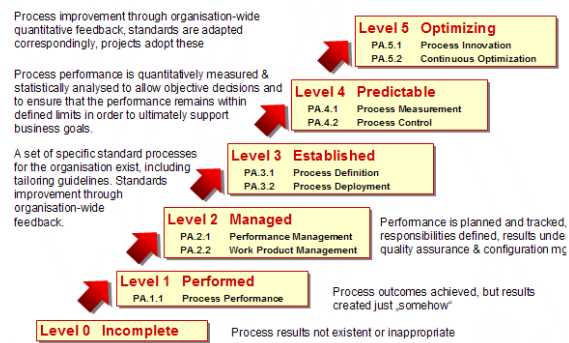 Process improvement through organisation-wide
quantitative feedback, standards are adapted
correspondingly, projects adopt these
Level 5 Optimizing
PA.5.1 Process Innovation
PA.5.2 Continuous Optimization
Process performance is quantitatively measured &
statistically analysed to allow objective decisions and
to ensure that the performance remains within
defined limits in order to ultimately support
business goals.
Level 4 Predictable
PA.4.1 Process Measurement
PA.4.2 Process Control
A set of specific standard processes
for the organisation exist, including
tailoring guidelines. Standards
improvement through
organisation-wide
feedback.
Level 3 Established
PA.3.1 Process Definition
PA.3.2 Process Deployment
Level 2 Managed
PA.2.1 Performance Management
PA.2.2 Work Product Management
Performance is planned and tracked,
responsibilities defined, results unde
quality assurance & configuration mg
Level 1 Performed
PA.1.1 Process Performance
Process outcomes achieved, but results
created just „somehow“
Level 0 Incomplete
Process results not existent or inappropriate